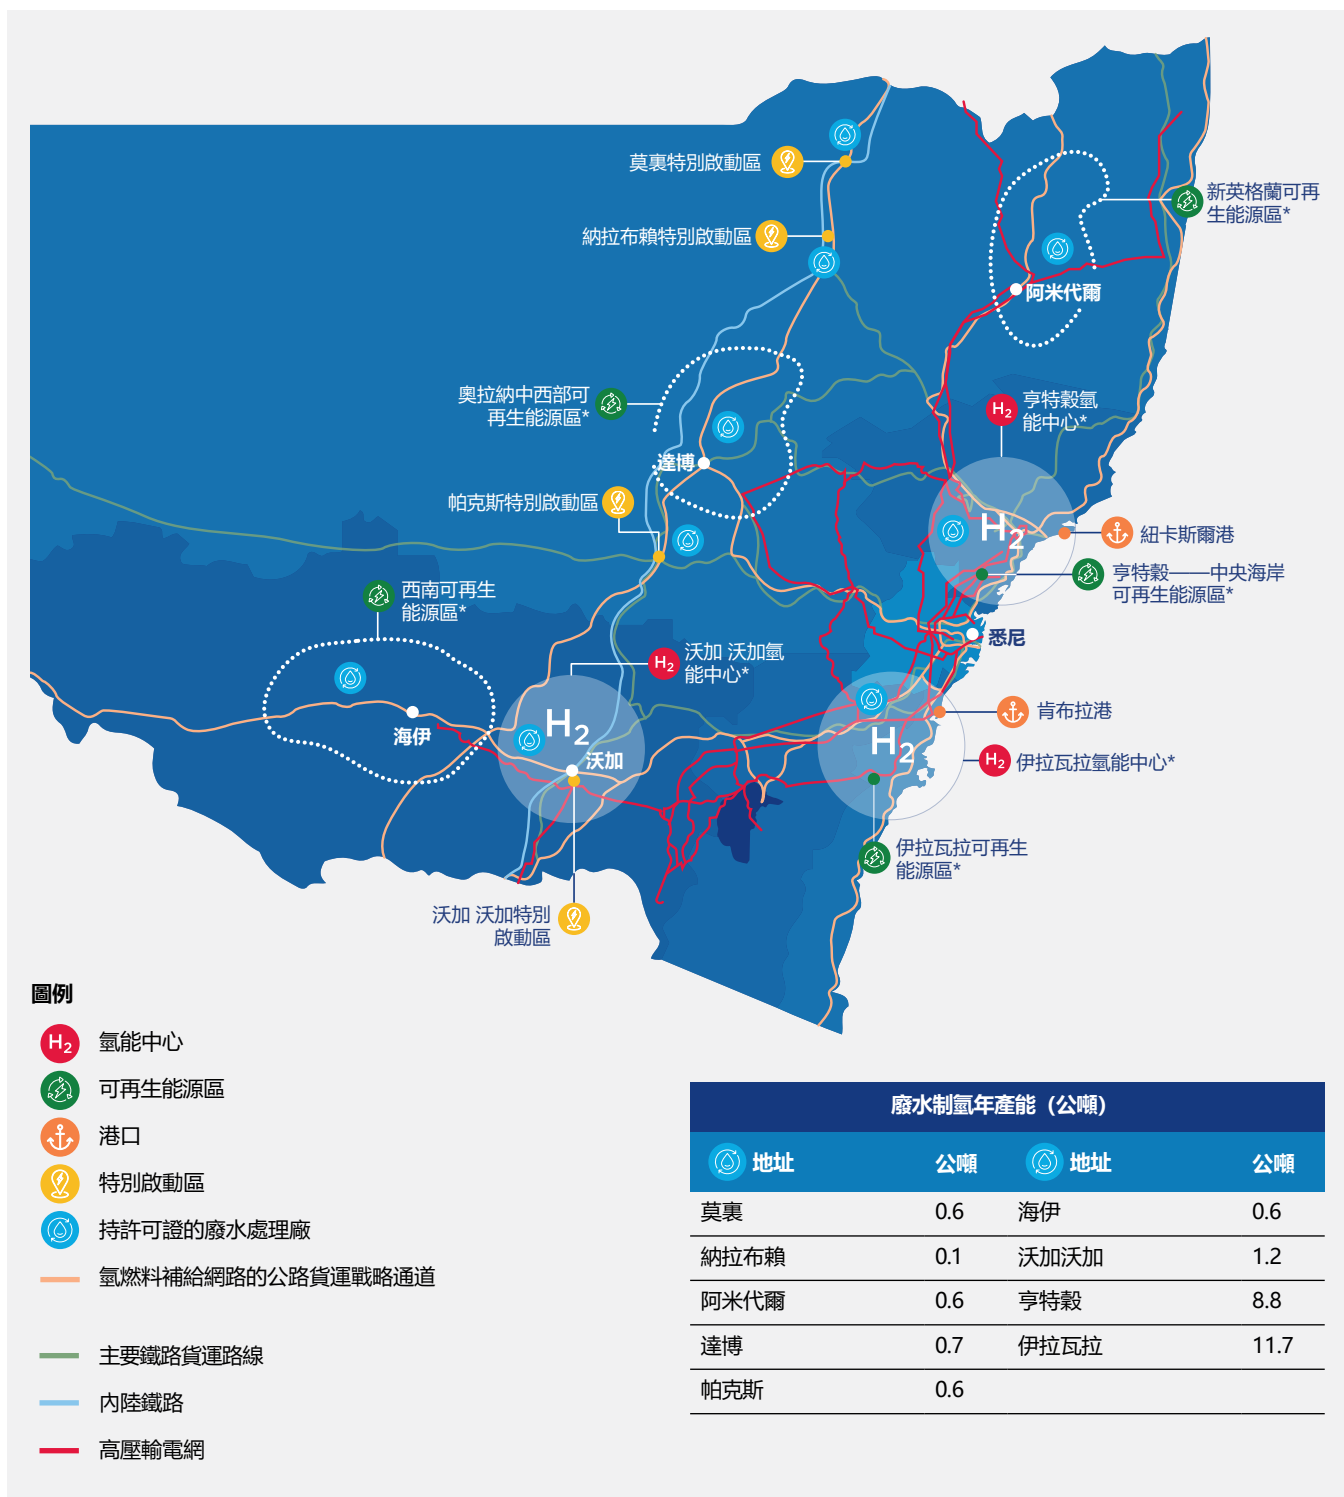 莫裏特別啟動區
納拉布賴特別啟動區
新英格蘭可再
生能源區*
阿米代爾
奧拉納中西部可
再生能源區*
亨特穀氫
能中心*
H2
達博
帕克斯特別啟動區
H2
紐卡斯爾港
亨特穀——中央海岸
可再生能源區*
西南可再生
能源區*
悉尼
沃加 沃加氫
能中心*
H2
肯布拉港
海伊
H2
沃加
H2
伊拉瓦拉氫能中心*
H2
伊拉瓦拉可再生
能源區*
沃加 沃加特別
啟動區
圖例
H2 氫能中心
可再生能源區
港口
特別啟動區
持許可證的廢水處理廠
氫燃料補給網路的公路貨運戰略通道
主要鐵路貨運路線
內陸鐵路
高壓輸電網
廢水制氫年產能（公噸）
地址 公噸 地址 公噸
莫裏 0.6 海伊 0.6
納拉布賴 0.1 沃加沃加 1.2
阿米代爾 0.6 亨特穀 8.8
達博 0.7 伊拉瓦拉 11.7
帕克斯 0.6